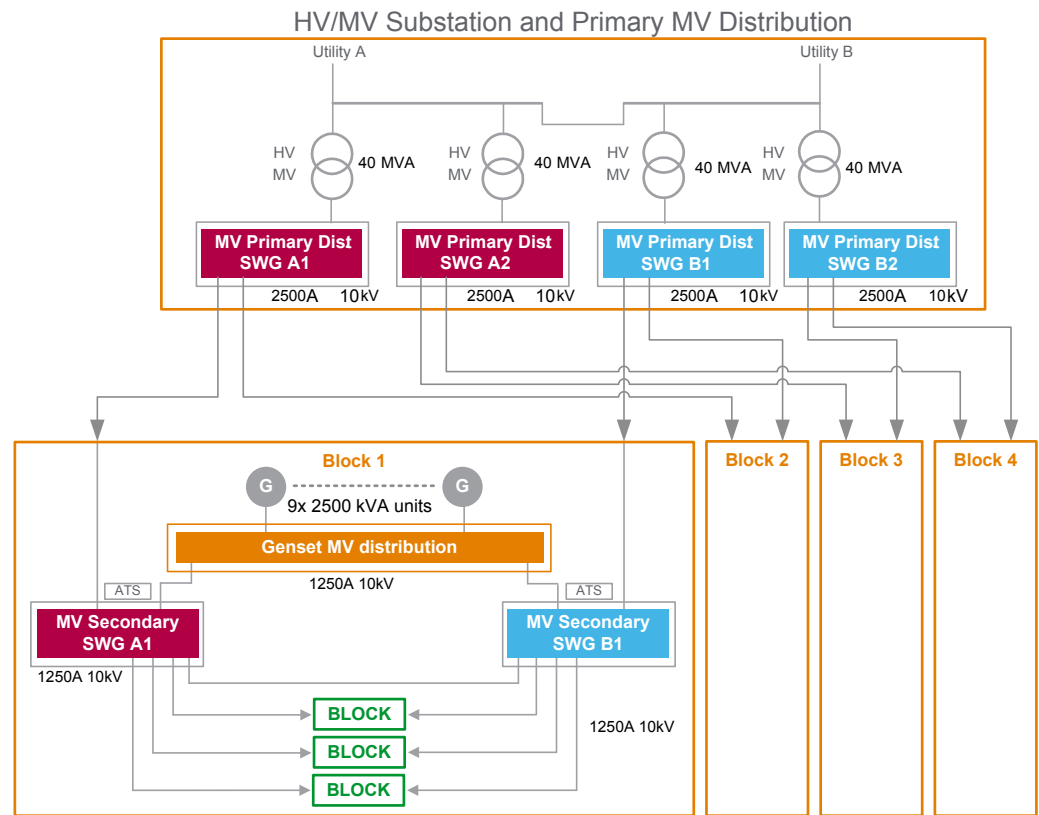 HV/MV Substation and Primary MV Distribution
Utility A
Utility B
HV
MV
40 MVA
HV
MV
40 MVA
HV
MV
40 MVA
HV
MV
40 MVA
MV Primary Dist
SWG A1
MV Primary Dist
SWG A2
MV Primary Dist
SWG B1
MV Primary Dist
SWG B2
2500A 10kV
2500A 10kV
2500A 10kV
2500A 10kV
Block 1
Block 2
Block 3
Block 4
G
G
9x 2500 kVA units
Genset MV distribution
1250A 10kV
ATS
ATS
MV Secondary
SWG A1
MV Secondary
SWG B1
1250A 10kV
1250A 10kV
BLOCK
BLOCK
BLOCK